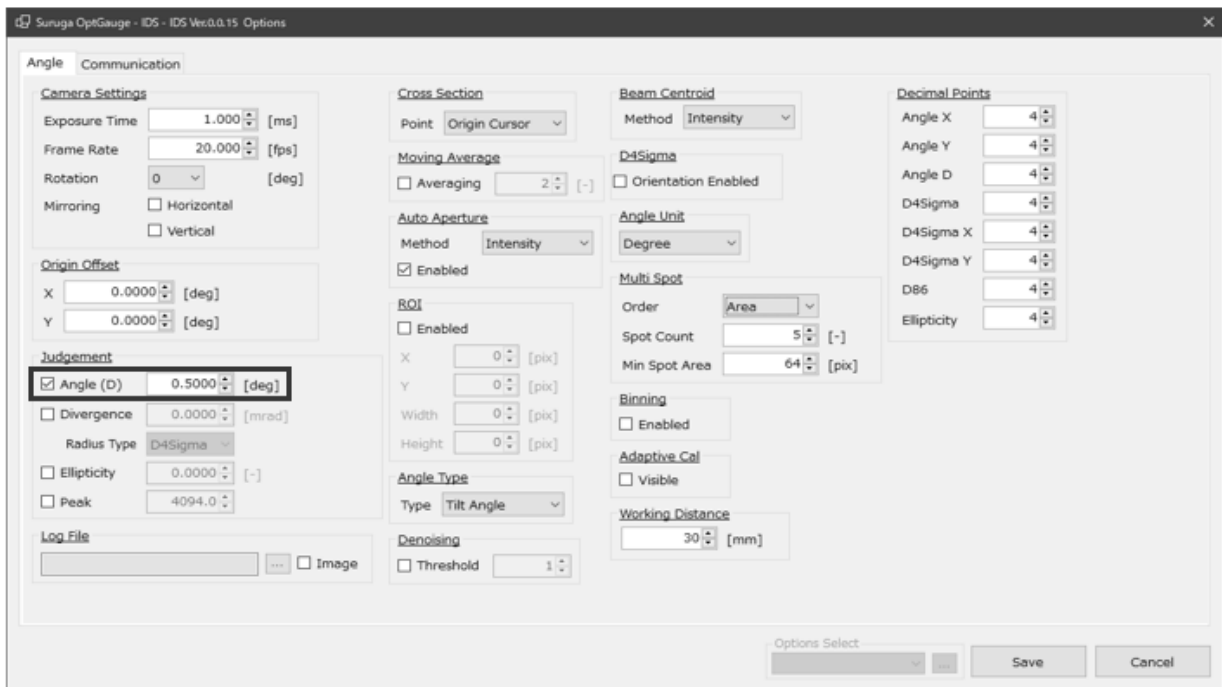 Suruga OptGauge - IDS - IDS Ver.0.0.15 Options
Angle
Communication
Camera Settings
Exposure Time 1.000 [ms]
Frame Rate 20.000 [fps]
Rotation 0 [deg]
Mirroring Horizontal
Vertical
Origin Offset
X 0.0000 [deg]
Y 0.0000 [deg]
Judgement
Angle (D) 0.5000 [deg]
Divergence 0.0000 [mrad]
Radius Type D4Sigma
Ellipticity 0.0000 [-]
Peak 4094.0
Log File
... Image
Cross Section
Point Origin Cursor
Moving Average
Averaging 2 [-]
Auto Aperture
Method Intensity
Enabled
ROI
Enabled
X 0 [pix]
Y 0 [pix]
Width 0 [pix]
Height 0 [pix]
Angle Type
Type Tilt Angle
Denoising
Threshold 1
Beam Centroid
Method Intensity
D4Sigma
Orientation Enabled
Angle Unit
Degree
Multi Spot
Order Area
Spot Count 5 [-]
Min Spot Area 64 [pix]
Binning
Enabled
Adaptive Cal
Visible
Working Distance
30 [mm]
Decimal Points
Angle X 4
Angle Y 4
Angle D 4
D4Sigma 4
D4Sigma X 4
D4Sigma Y 4
D86 4
Ellipticity 4
Options Select
...
Save
Cancel